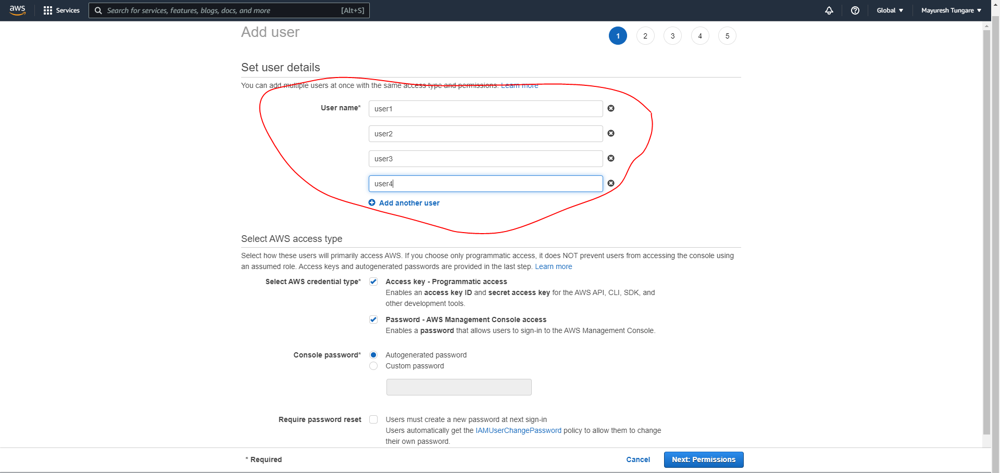 aws
Services
Search for services, features, blogs, docs, and more
[Alt+S]
Global
Mayuresh Tungare
Add user
1
2
3
4
5
Set user details
You can add multiple users at once with the same access type and permissions. Learn more
User name*
user1
user2
user3
user4
Add another user
Select AWS access type
Select how these users will primarily access AWS. If you choose only programmatic access, it does NOT prevent users from accessing the console using
an assumed role. Access keys and autogenerated passwords are provided in the last step. Learn more
Select AWS credential type*
Access key - Programmatic access
Enables an access key ID and secret access key for the AWS API, CLI, SDK, and
other development tools.
Password - AWS Management Console access
Enables a password that allows users to sign-in to the AWS Management Console.
Console password*
Autogenerated password
Custom password
Require password reset
Users must create a new password at next sign-in
Users automatically get the IAMUserChangePassword policy to allow them to change
their own password.
* Required
Cancel
Next: Permissions